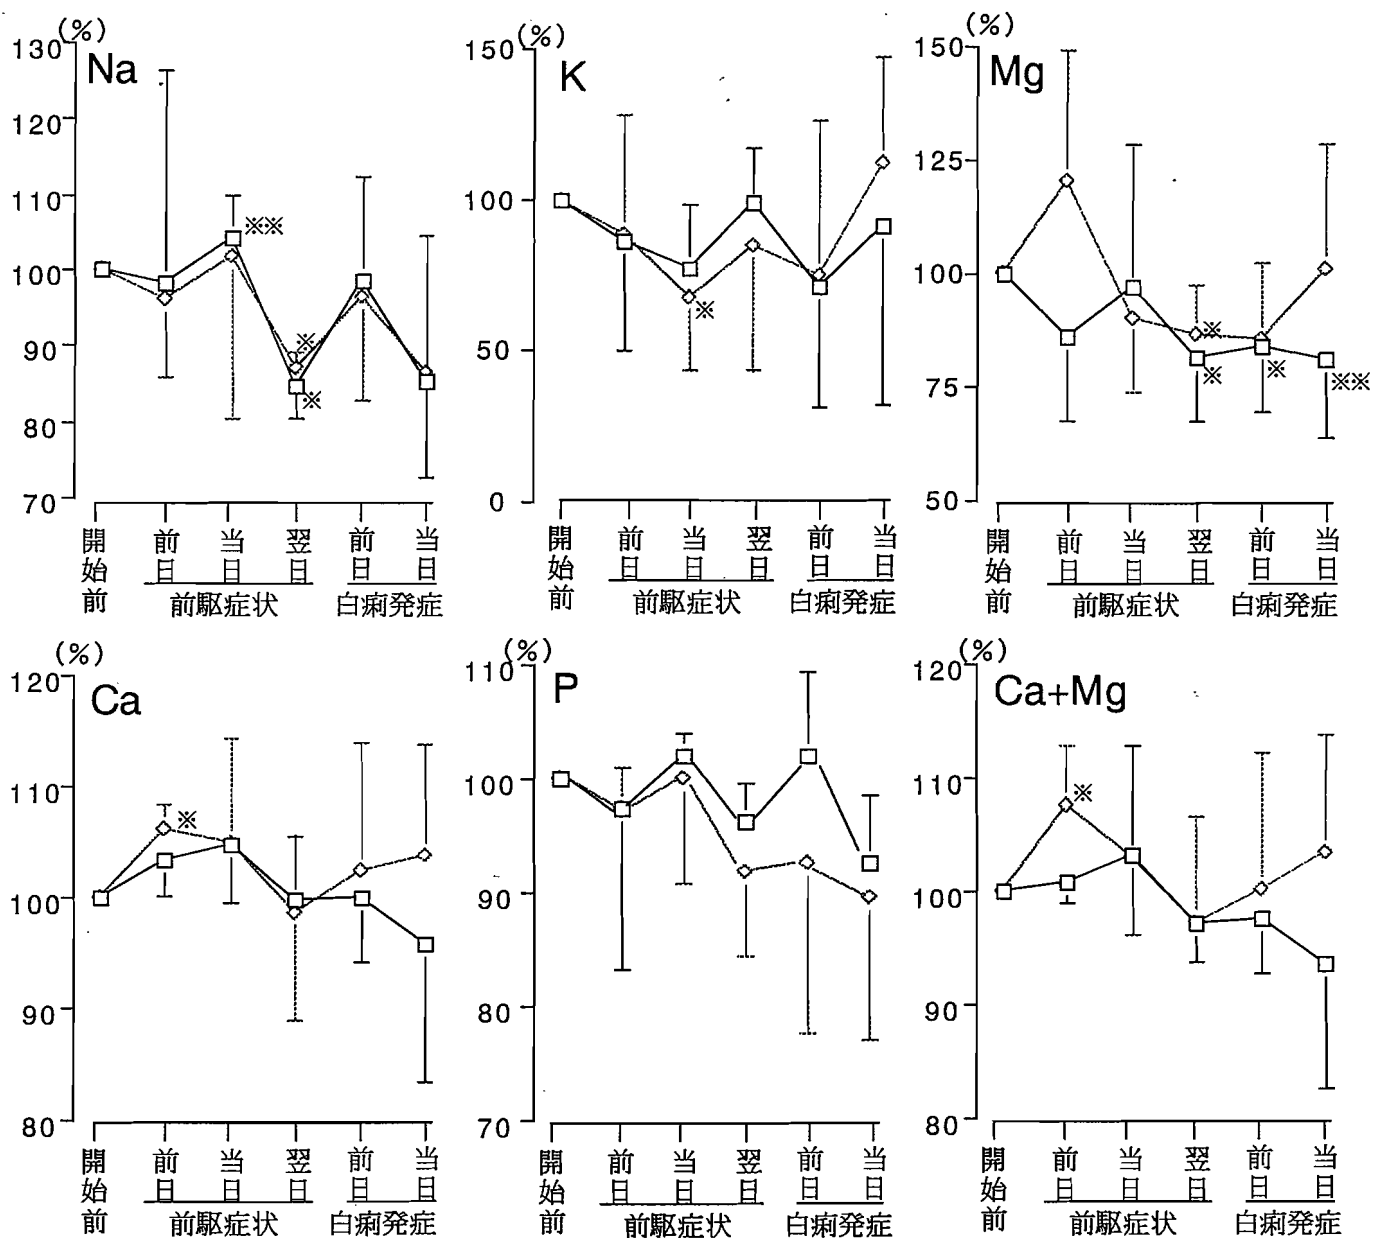 (%)
130
120
110
100
90
80
70
Na
※※
※
※
開始前
前日
当日
翌日
前日
当日
前駆症状
白痢発症
(%)
150
100
50
0
K
※
開始前
前日
当日
翌日
前日
当日
前駆症状
白痢発症
(%)
150
125
100
75
50
Mg
※
※
※
※※
開始前
前日
当日
翌日
前日
当日
前駆症状
白痢発症
(%)
120
110
100
90
80
Ca
※
開始前
前日
当日
翌日
前日
当日
前駆症状
白痢発症
(%)
110
100
90
80
70
P
開始前
前日
当日
翌日
前日
当日
前駆症状
白痢発症
(%)
120
110
100
90
80
Ca+Mg
※
開始前
前日
当日
翌日
前日
当日
前駆症状
白痢発症